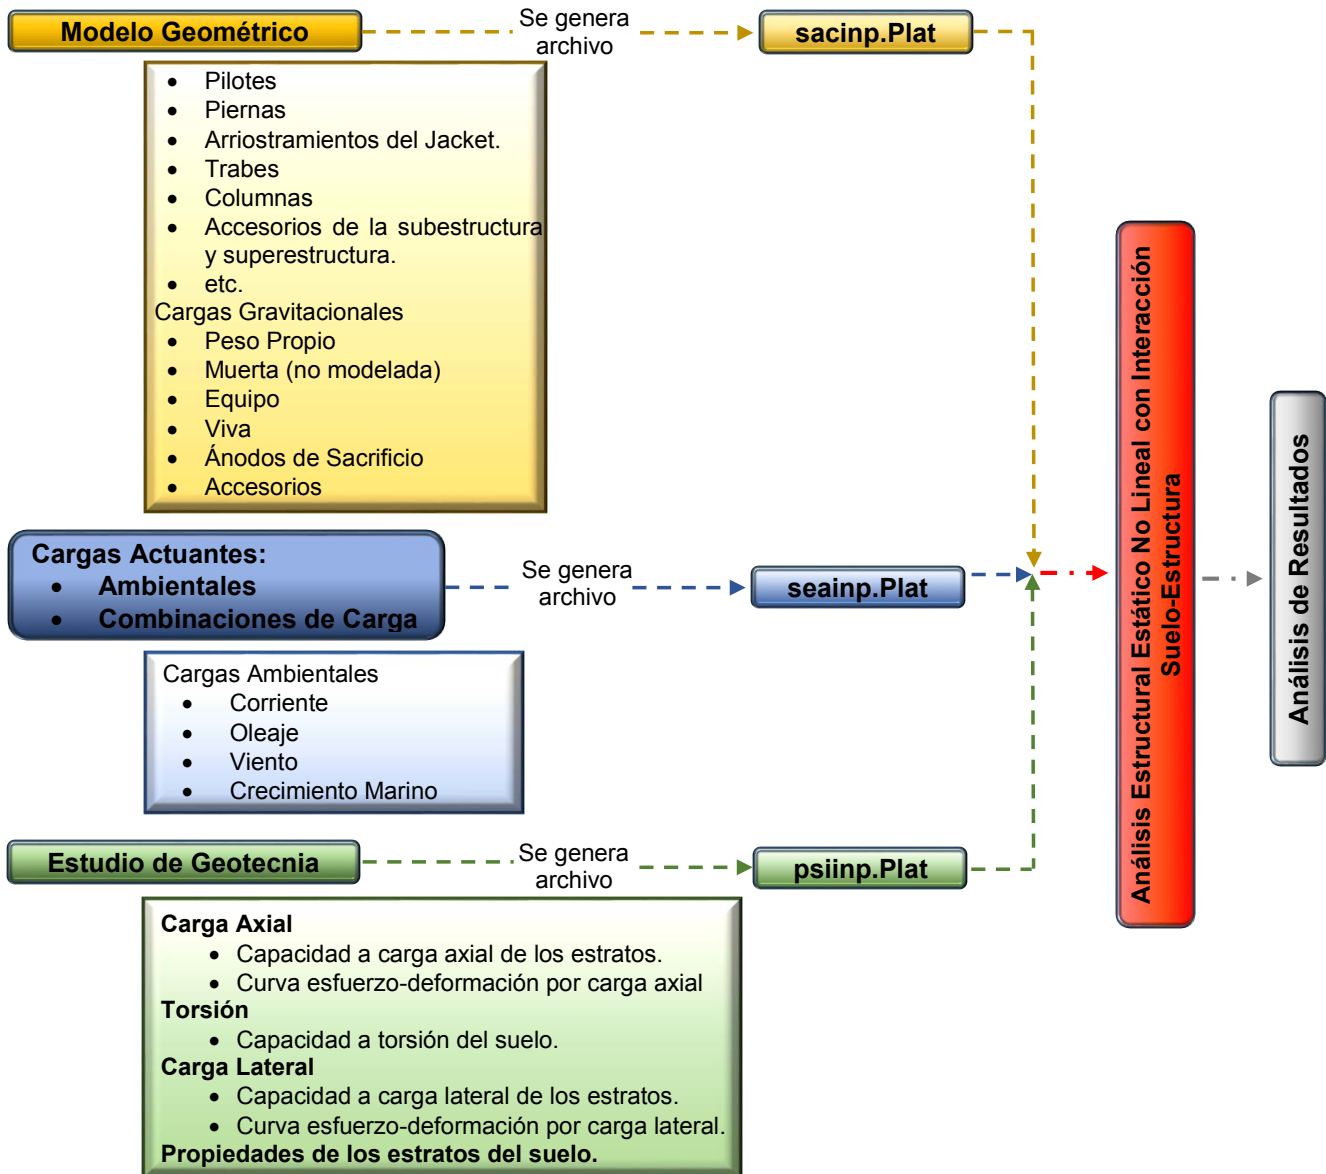 Modelo Geométrico
Se genera
archivo
sacinp.Plat
• Pilotes
• Piernas
• Arriostramientos del Jacket.
• Trabes
• Columnas
• Accesorios de la subestructura
y superestructura.
• etc.
Cargas Gravitacionales
• Peso Propio
• Muerta (no modelada)
• Equipo
• Viva
• Ánodos de Sacrificio
• Accesorios
Cargas Actuantes:
• Ambientales
• Combinaciones de Carga
Se genera
archivo
seainp.Plat
Cargas Ambientales
• Corriente
• Oleaje
• Viento
• Crecimiento Marino
Estudio de Geotecnia
Se genera
archivo
psiinp.Plat
Carga Axial
• Capacidad a carga axial de los estratos.
• Curva esfuerzo-deformación por carga axial
Torsión
• Capacidad a torsión del suelo.
Carga Lateral
• Capacidad a carga lateral de los estratos.
• Curva esfuerzo-deformación por carga lateral.
Propiedades de los estratos del suelo.
Análisis Estructural Estático No Lineal con Interacción
Suelo-Estructura
Análisis de Resultados